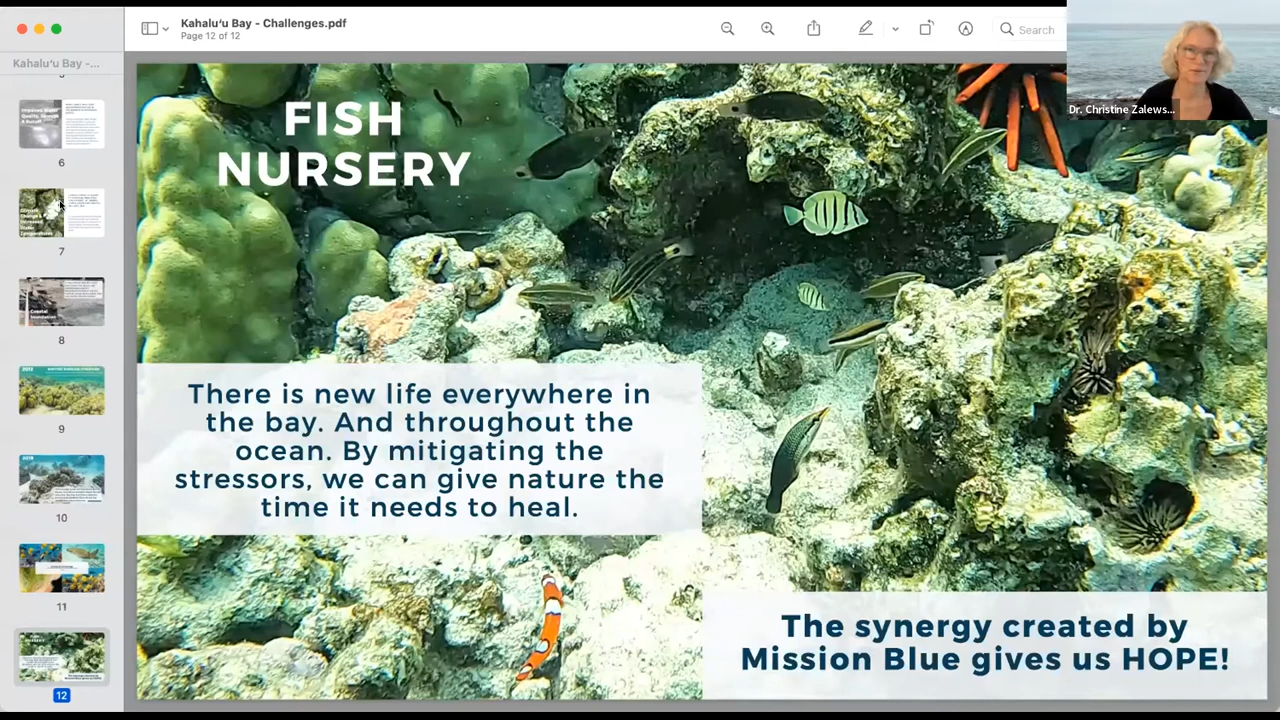 Kahaluʻu Bay - Challenges.pdf
Page 12 of 12
Search
Kahaluʻu Bay -...
6
7
8
9
10
11
12
Dr. Christine Zalews...
FISH
NURSERY
There is new life everywhere in
the bay. And throughout the
ocean. By mitigating the
stressors, we can give nature the
time it needs to heal.
The synergy created by
Mission Blue gives us HOPE!